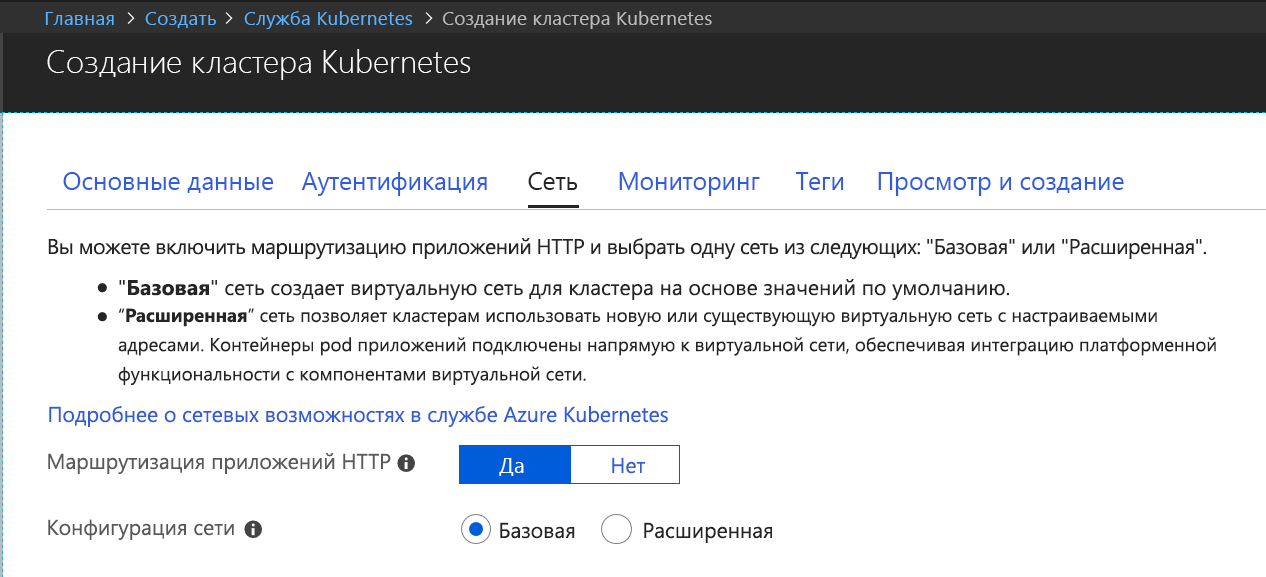 Главная > Создать > Служба Kubernetes > Создание кластера Kubernetes
Создание кластера Kubernetes
Основные данные Аутентификация Сеть Мониторинг Теги Просмотр и создание
Вы можете включить маршрутизацию приложений HTTP и выбрать одну сеть из следующих: "Базовая" или "Расширенная".
• "Базовая" сеть создает виртуальную сеть для кластера на основе значений по умолчанию.
• "Расширенная" сеть позволяет кластерам использовать новую или существующую виртуальную сеть с настраиваемыми
адресами. Контейнеры pod приложений подключены напрямую к виртуальной сети, обеспечивая интеграцию платформенной
функциональности с компонентами виртуальной сети.
Подробнее о сетевых возможностях в службе Azure Kubernetes
Маршрутизация приложений HTTP Да Нет
Конфигурация сети Базовая Расширенная